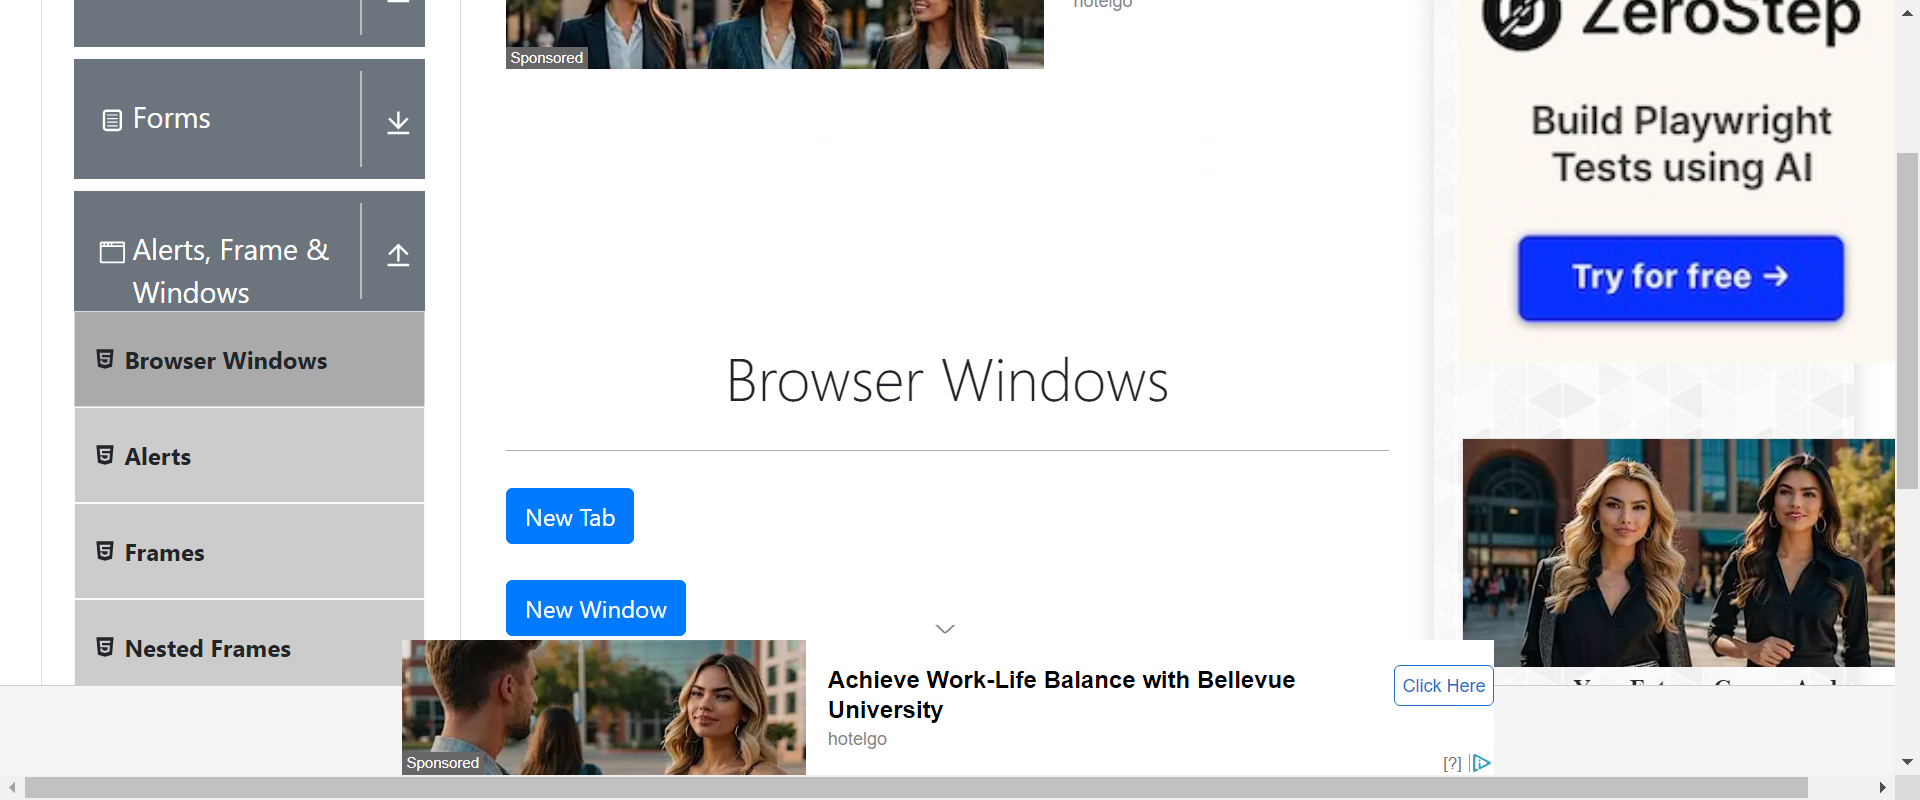 hotelgo
Sponsored
Forms
Alerts, Frame &
Windows
Browser Windows
Alerts
Frames
Nested Frames
Browser Windows
New Tab
New Window
ZeroStep
Build Playwright
Tests using AI
Try for free →
Sponsored
Achieve Work-Life Balance with Bellevue
University
hotelgo
Click Here
[?]